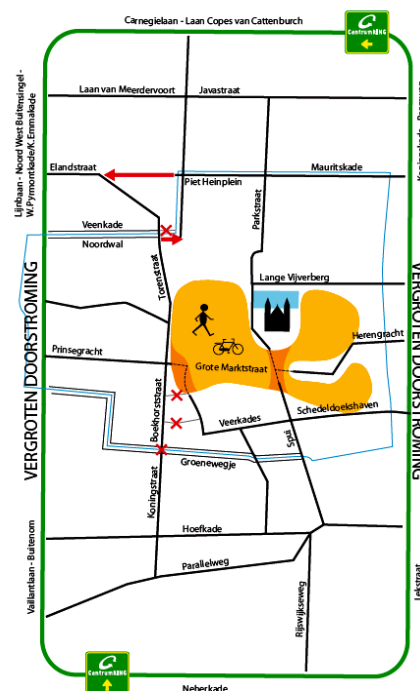 Carnegielaan - Laan Copes van Cattenburch
CentrumRING
Laan van Meerdervoort
Javastraat
Lijnbaan - Noord West Buitensingel -
W.Pyrmontkade/K.Emmakade
Elandstraat
Mauritskade
Piet Heinplein
Parkstraat
Veenkade
Noordwal
Torenstraat
Lange Vijverberg
VERGROTEN DOORSTROMING
VERGROTEN DOORSTROMING
Herengracht
Prinsegracht
Grote Marktstraat
Boekhorststraat
Schedeldoekshaven
Veerkades
Spui
Groenewegje
Koningstraat
Hoefkade
Parallelweg
Vaillantlaan - Buitenom
Lekstraat
Rijswijkseweg
CentrumRING
Neherkade